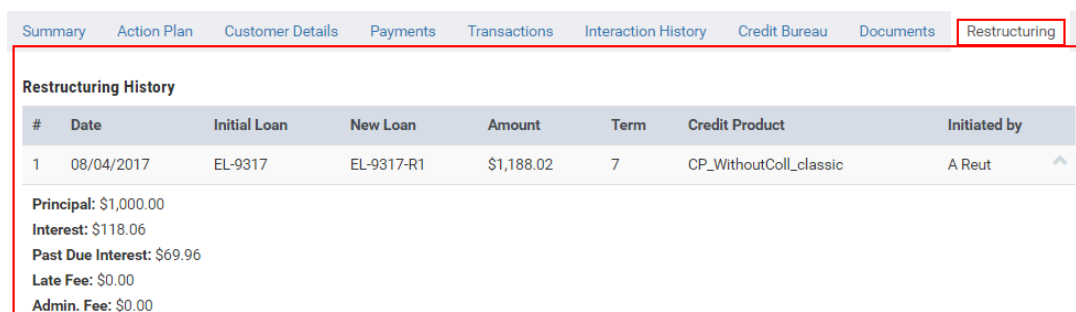 Summary Action Plan Customer Details Payments Transactions Interaction History Credit Bureau Documents Restructuring
Restructuring History
# Date Initial Loan New Loan Amount Term Credit Product Initiated by
1 08/04/2017 EL-9317 EL-9317-R1 $1,188.02 7 CP_WithoutColl_classic A Reut
Principal: $1,000.00
Interest: $118.06
Past Due Interest: $69.96
Late Fee: $0.00
Admin. Fee: $0.00